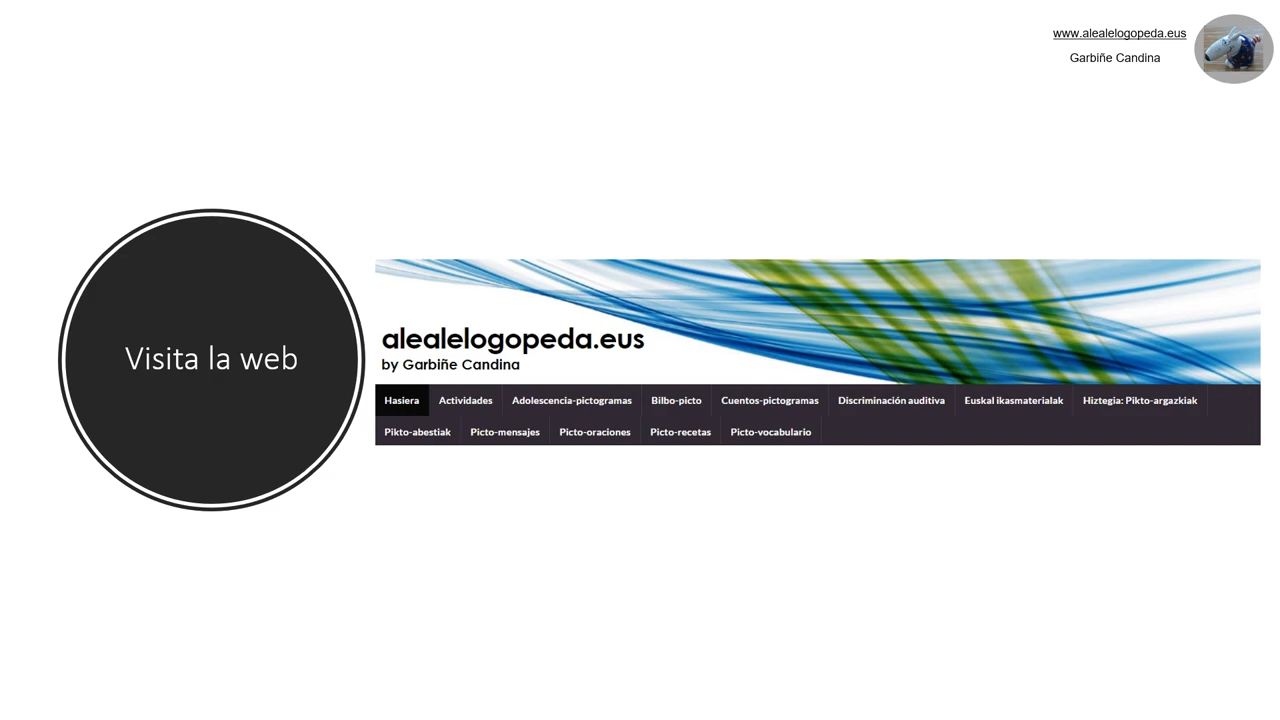 www.alealelogopeda.eus
Garbiñe Candina
Visita la web
alealelogopeda.eus
by Garbiñe Candina
Hasiera Actividades Adolescencia-pictogramas Bilbo-picto Cuentos-pictogramas Discriminación auditiva Euskal ikasmaterialak Hiztegia: Pikto-argazkiak
Pikto-abestiak Picto-mensajes Picto-oraciones Picto-recetas Picto-vocabulario